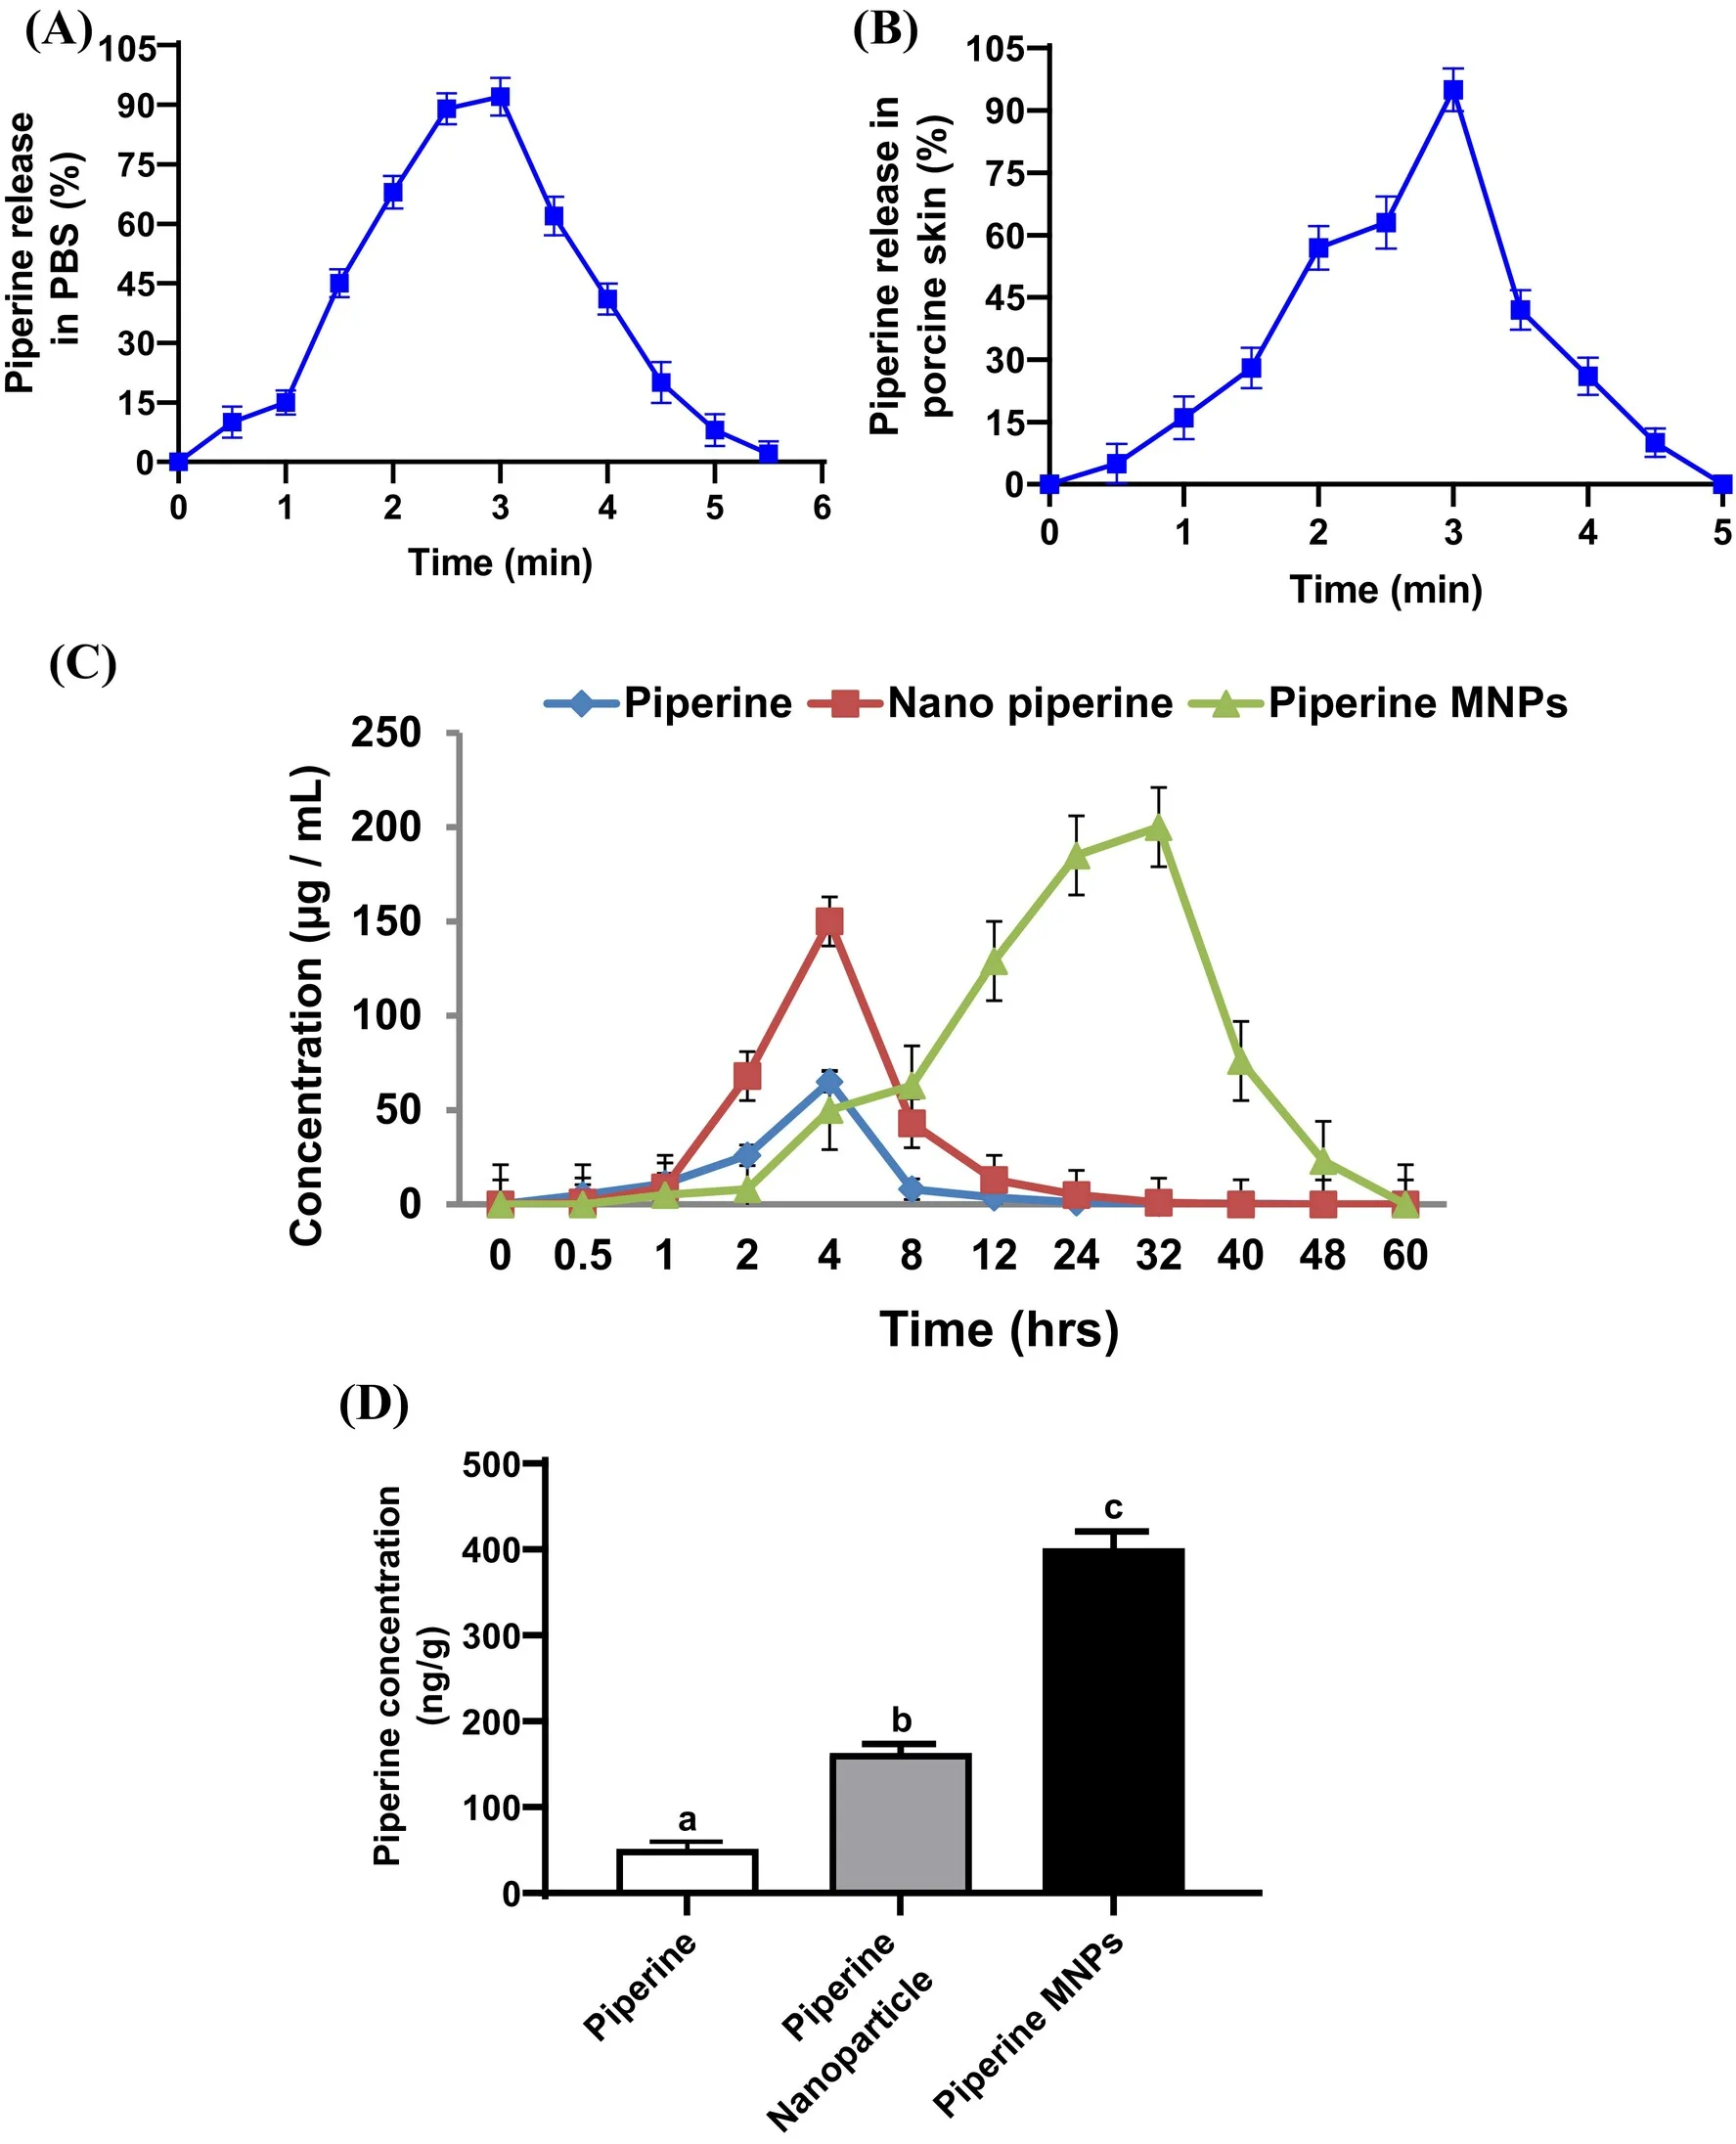 (A)
Piperine release
in PBS (%)
105
90
75
60
45
30
15
0
0 1 2 3 4 5 6
Time (min)
(B)
Piperine release in
porcine skin (%)
105
90
75
60
45
30
15
0
0 1 2 3 4 5
Time (min)
(C)
Piperine Nano piperine Piperine MNPs
Concentration (µg / mL)
250
200
150
100
50
0
0 0.5 1 2 4 8 12 24 32 40 48 60
Time (hrs)
(D)
Piperine concentration
(ng/g)
500
400
300
200
100
0
a
b
c
Piperine
Piperine
Nanoparticle
Piperine MNPs